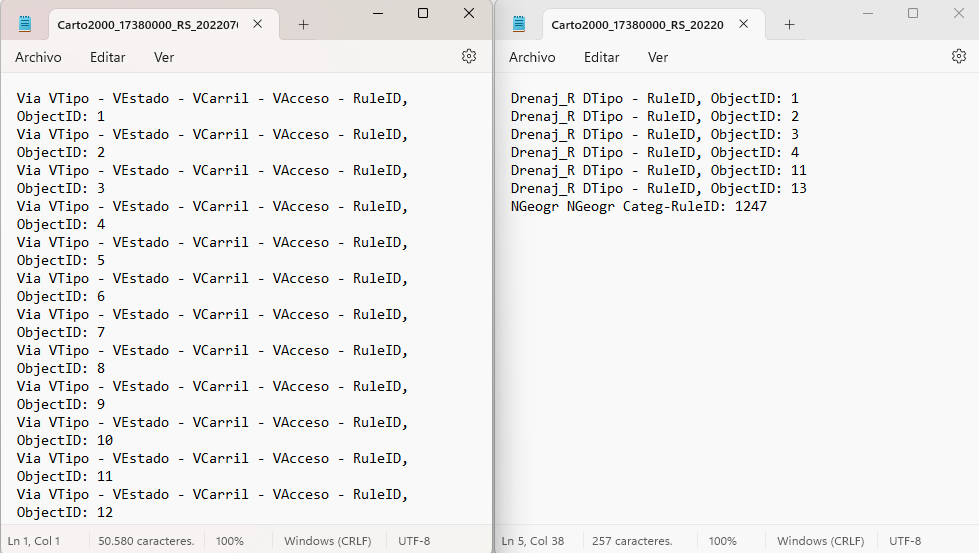 Carto2000_17380000_RS_2022070
Archivo Editar Ver
Via VTipo - VEstado - VCarril - VAcceso - RuleID,
ObjectID: 1
Via VTipo - VEstado - VCarril - VAcceso - RuleID,
ObjectID: 2
Via VTipo - VEstado - VCarril - VAcceso - RuleID,
ObjectID: 3
Via VTipo - VEstado - VCarril - VAcceso - RuleID,
ObjectID: 4
Via VTipo - VEstado - VCarril - VAcceso - RuleID,
ObjectID: 5
Via VTipo - VEstado - VCarril - VAcceso - RuleID,
ObjectID: 6
Via VTipo - VEstado - VCarril - VAcceso - RuleID,
ObjectID: 7
Via VTipo - VEstado - VCarril - VAcceso - RuleID,
ObjectID: 8
Via VTipo - VEstado - VCarril - VAcceso - RuleID,
ObjectID: 9
Via VTipo - VEstado - VCarril - VAcceso - RuleID,
ObjectID: 10
Via VTipo - VEstado - VCarril - VAcceso - RuleID,
ObjectID: 11
Via VTipo - VEstado - VCarril - VAcceso - RuleID,
ObjectID: 12
Ln 1, Col 1 50.580 caracteres. 100% Windows (CRLF) UTF-8
Carto2000_17380000_RS_20220
Archivo Editar Ver
Drenaj_R DTipo - RuleID, ObjectID: 1
Drenaj_R DTipo - RuleID, ObjectID: 2
Drenaj_R DTipo - RuleID, ObjectID: 3
Drenaj_R DTipo - RuleID, ObjectID: 4
Drenaj_R DTipo - RuleID, ObjectID: 11
Drenaj_R DTipo - RuleID, ObjectID: 13
NGeogr NGeogr Categ-RuleID: 1247
Ln 5, Col 38 257 caracteres. 100% Windows (CRLF) UTF-8